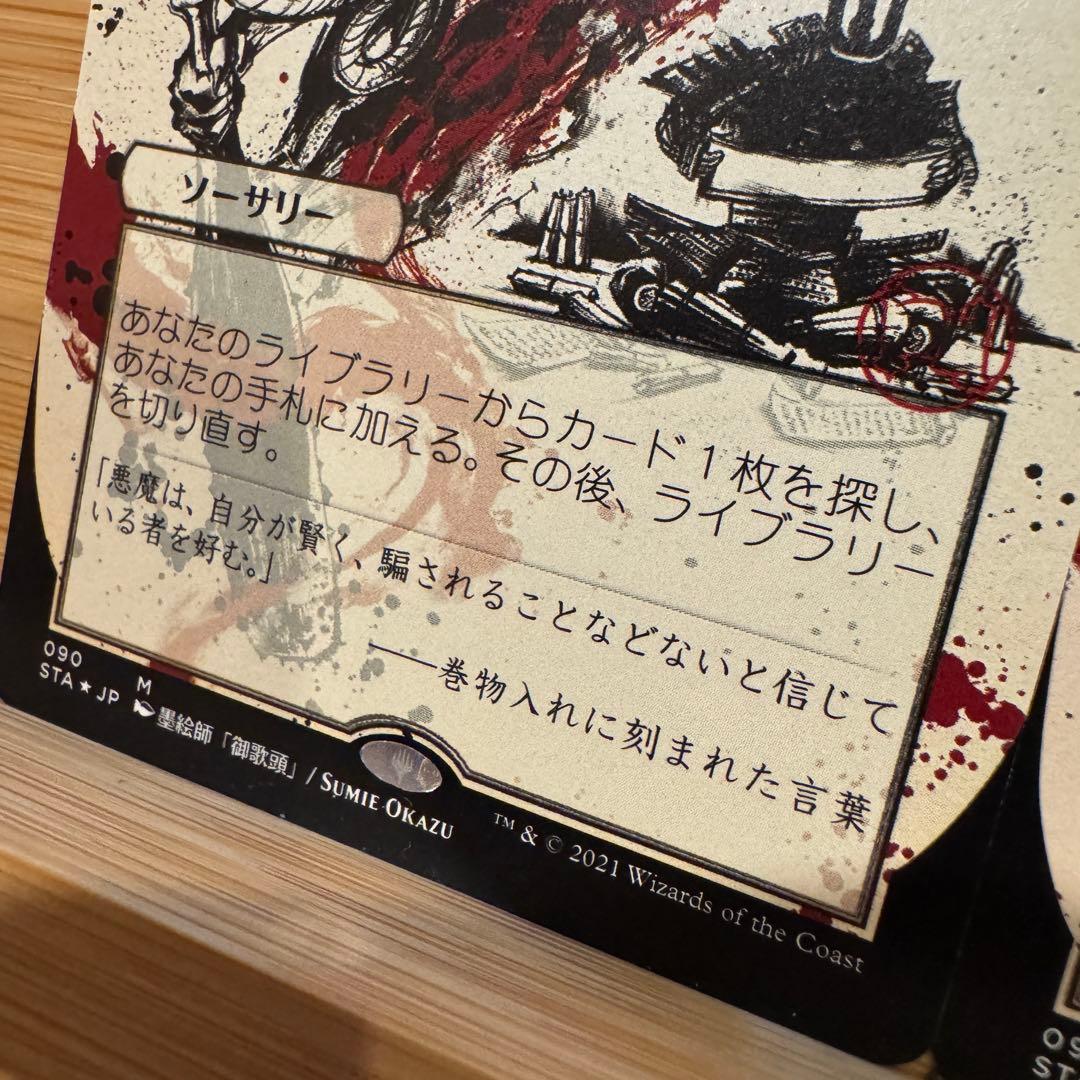 ソーサリー
あなたのライブラリーからカード１枚を探し、
あなたの手札に加える。その後、ライブラリー
を切り直す。
「悪魔は、自分が賢く、騙されることなどないと信じて
いる者を好む。」
──巻物入れに刻まれた言葉
090 M
STA★JP 墨絵師「御歌頭」/ SUMIE OKAZU
TM & © 2021 Wizards of the Coast